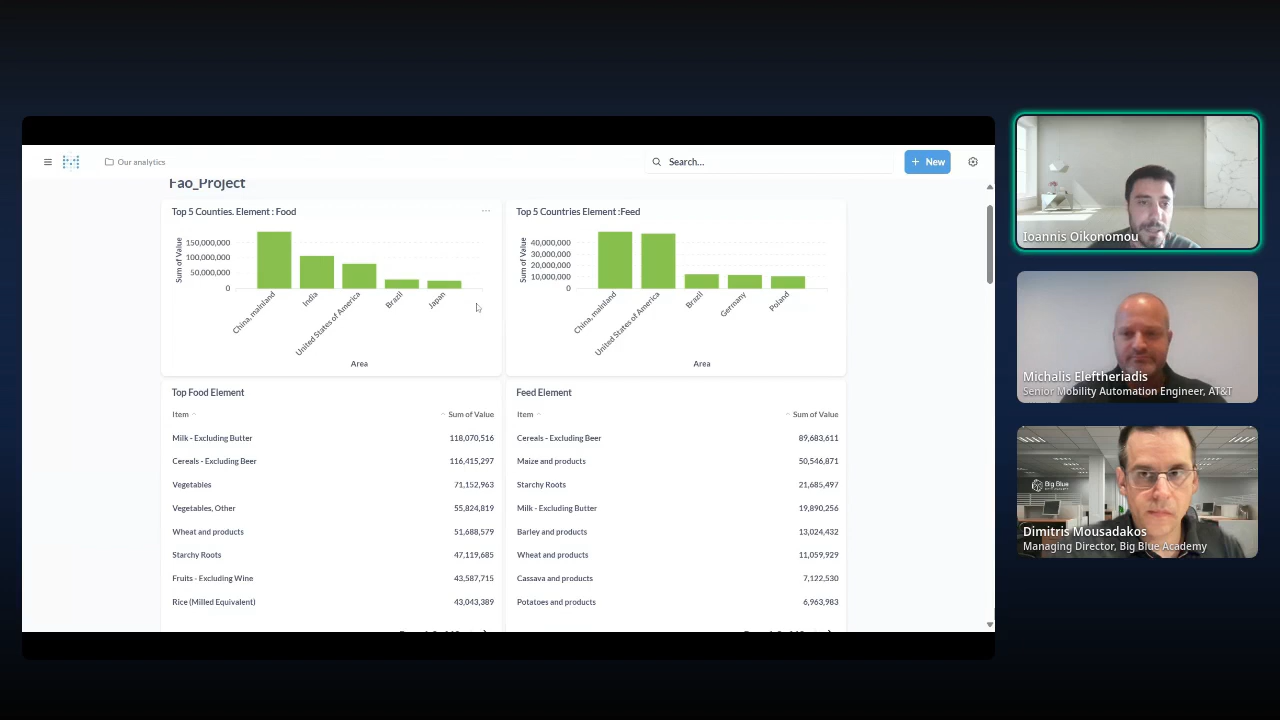 Our analytics
Search...
+ New
Fao_Project
Top 5 Counties. Element : Food
Sum of Value
150,000,000
100,000,000
50,000,000
0
China, mainland
India
United States of America
Brazil
Japan
Area
Top 5 Countries Element :Feed
Sum of Value
40,000,000
30,000,000
20,000,000
10,000,000
0
China, mainland
United States of America
Brazil
Germany
Poland
Area
Top Food Element
Item Sum of Value
Milk - Excluding Butter 118,070,516
Cereals - Excluding Beer 116,415,297
Vegetables 71,152,963
Vegetables, Other 55,824,819
Wheat and products 51,688,579
Starchy Roots 47,119,685
Fruits - Excluding Wine 43,587,715
Rice (Milled Equivalent) 43,043,389
Feed Element
Item Sum of Value
Cereals - Excluding Beer 89,683,611
Maize and products 50,546,871
Starchy Roots 21,685,497
Milk - Excluding Butter 19,890,256
Barley and products 13,024,432
Wheat and products 11,059,929
Cassava and products 7,122,530
Potatoes and products 6,963,983
Ioannis Oikonomou
Michalis Eleftheriadis
Senior Mobility Automation Engineer, AT&T
Big Blue
Dimitris Mousadakos
Managing Director, Big Blue Academy